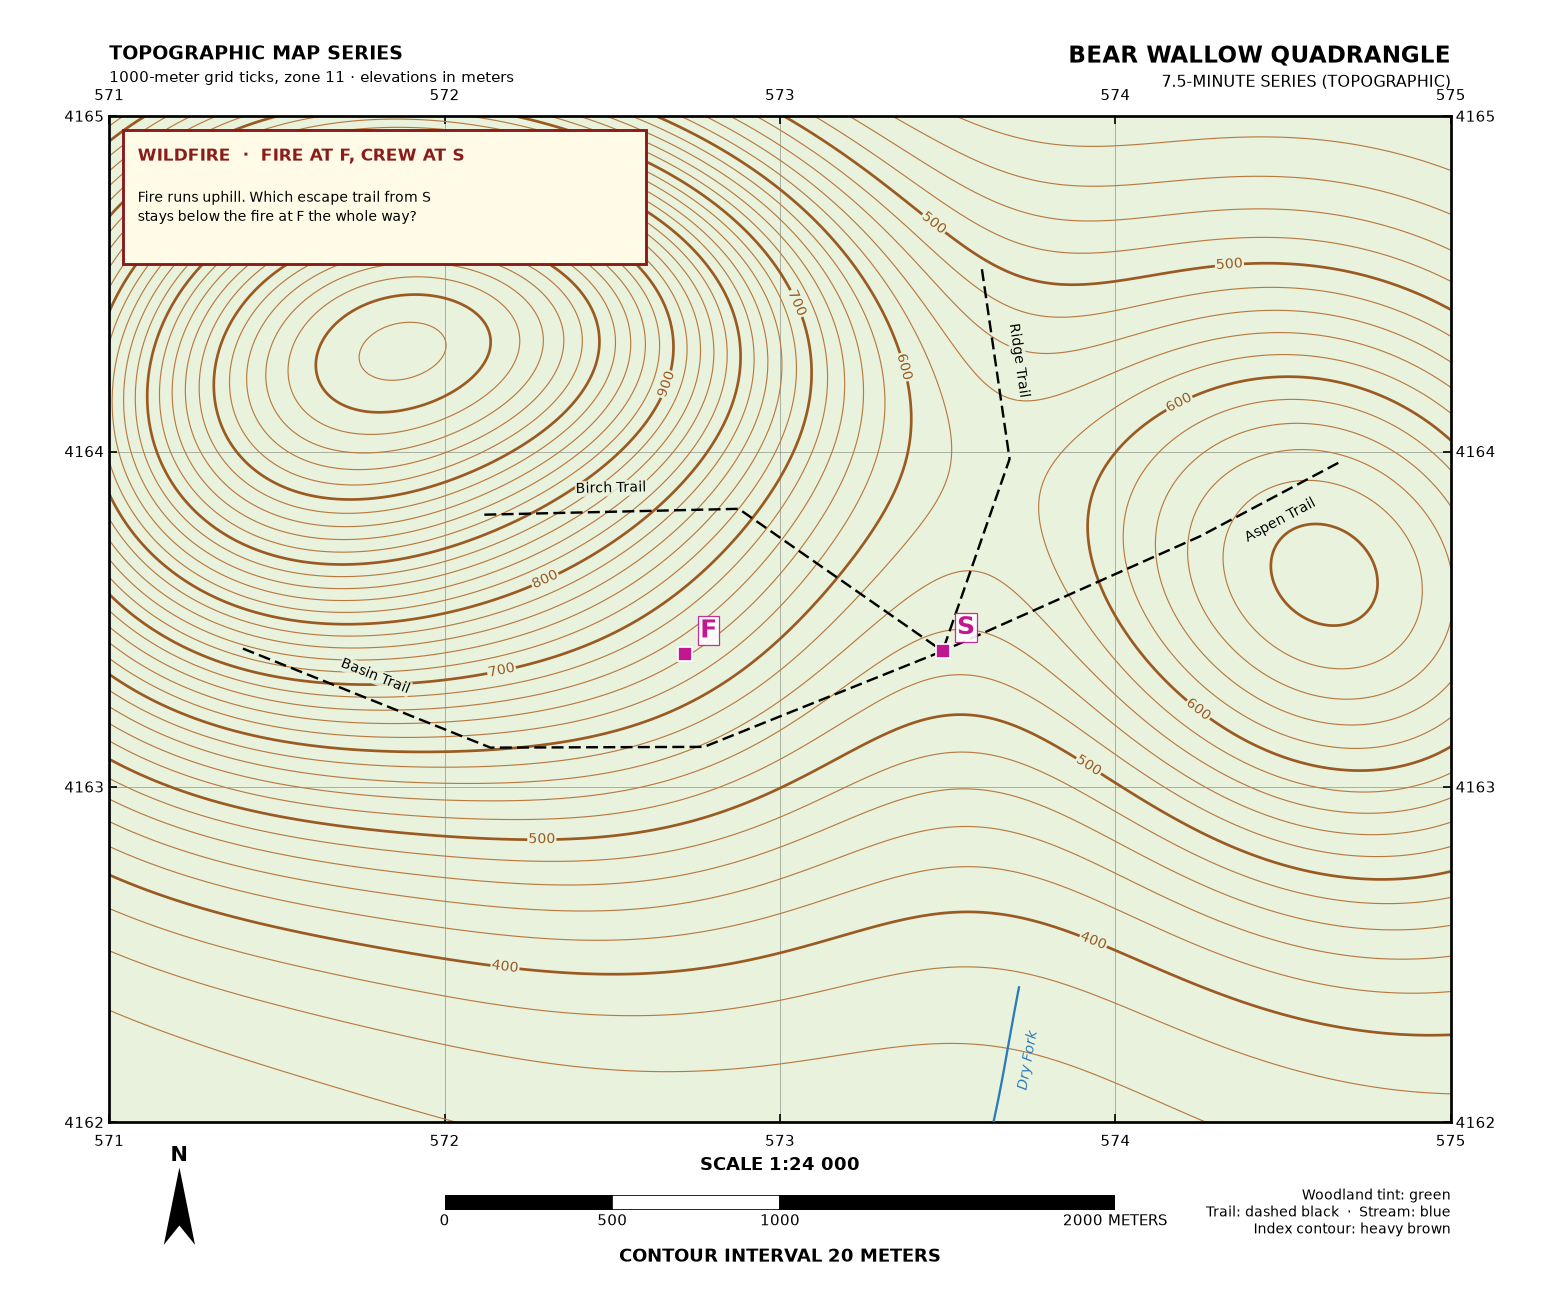 TOPOGRAPHIC MAP SERIES
1000-meter grid ticks, zone 11 · elevations in meters
BEAR WALLOW QUADRANGLE
7.5-MINUTE SERIES (TOPOGRAPHIC)
571 572 573 574 575
4165 4165
WILDFIRE · FIRE AT F, CREW AT S
Fire runs uphill. Which escape trail from S
stays below the fire at F the whole way?
500
500
700
Ridge Trail
600
900
600
4164 4164
Birch Trail
Aspen Trail
800
F
S
Basin Trail
700
600
500
4163 4163
500
400
400
Dry Fork
4162 4162
571 572 573 574 575
N
SCALE 1:24 000
0 500 1000 2000 METERS
CONTOUR INTERVAL 20 METERS
Woodland tint: green
Trail: dashed black · Stream: blue
Index contour: heavy brown